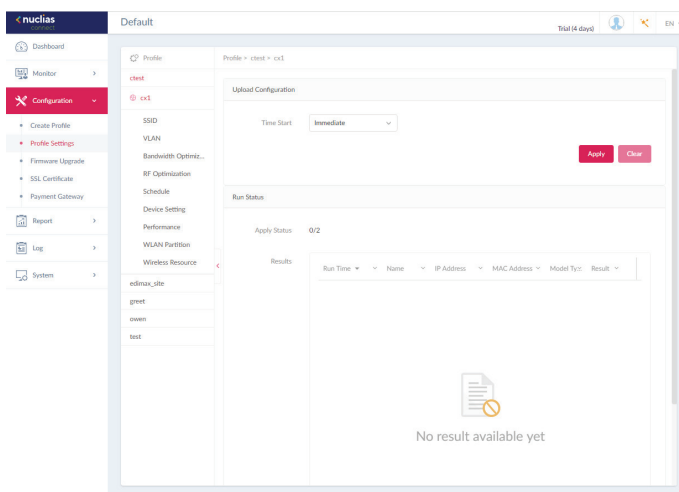 nuclias
connect
Default
Trial (4 days)
EN
Dashboard
Monitor
Configuration
Create Profile
Profile Settings
Firmware Upgrade
SSL Certificate
Payment Gateway
Report
Log
System
Profile
ctest
cx1
SSID
VLAN
Bandwidth Optimiz...
RF Optimization
Schedule
Device Setting
Performance
WLAN Partition
Wireless Resource
edimax_site
greet
owen
test
Profile > ctest > cx1
Upload Configuration
Time Start Immediate
Apply Clear
Run Status
Apply Status 0/2
Results
Run Time Name IP Address MAC Address Model Ty... Result
No result available yet